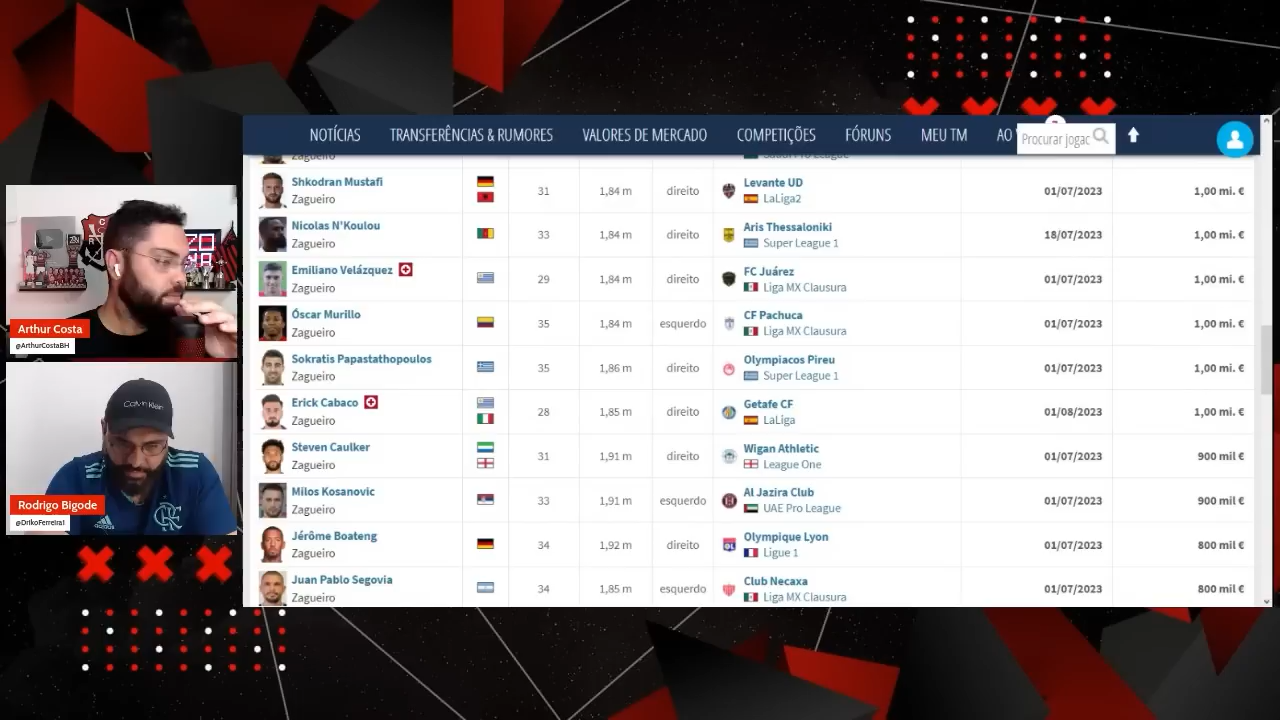 NOTÍCIAS TRANSFERÊNCIAS & RUMORES VALORES DE MERCADO COMPETIÇÕES FÓRUNS MEU TM AO Procurar jogac
Zagueiro
Shkodran Mustafi
Zagueiro
31 1,84 m direito
Levante UD
LaLiga2
01/07/2023 1,00 mi. €
Nicolas N'Koulou
Zagueiro
33 1,84 m direito
Aris Thessaloniki
Super League 1
18/07/2023 1,00 mi. €
Emiliano Velázquez
Zagueiro
29 1,84 m direito
FC Juárez
Liga MX Clausura
01/07/2023 1,00 mi. €
Óscar Murillo
Zagueiro
35 1,84 m esquerdo
CF Pachuca
Liga MX Clausura
01/07/2023 1,00 mi. €
Sokratis Papastathopoulos
Zagueiro
35 1,86 m direito
Olympiacos Pireu
Super League 1
01/07/2023 1,00 mi. €
Erick Cabaco
Zagueiro
28 1,85 m direito
Getafe CF
LaLiga
01/08/2023 1,00 mi. €
Steven Caulker
Zagueiro
31 1,91 m direito
Wigan Athletic
League One
01/07/2023 900 mil €
Milos Kosanovic
Zagueiro
33 1,91 m esquerdo
Al Jazira Club
UAE Pro League
01/07/2023 900 mil €
Jérôme Boateng
Zagueiro
34 1,92 m direito
Olympique Lyon
Ligue 1
01/07/2023 800 mil €
Juan Pablo Segovia
Zagueiro
34 1,85 m esquerdo
Club Necaxa
Liga MX Clausura
01/07/2023 800 mil €
Arthur Costa
@ArthurCostaBH
Calvin Klein
Rodrigo Bigode
@DrikoFerreira1
adidas